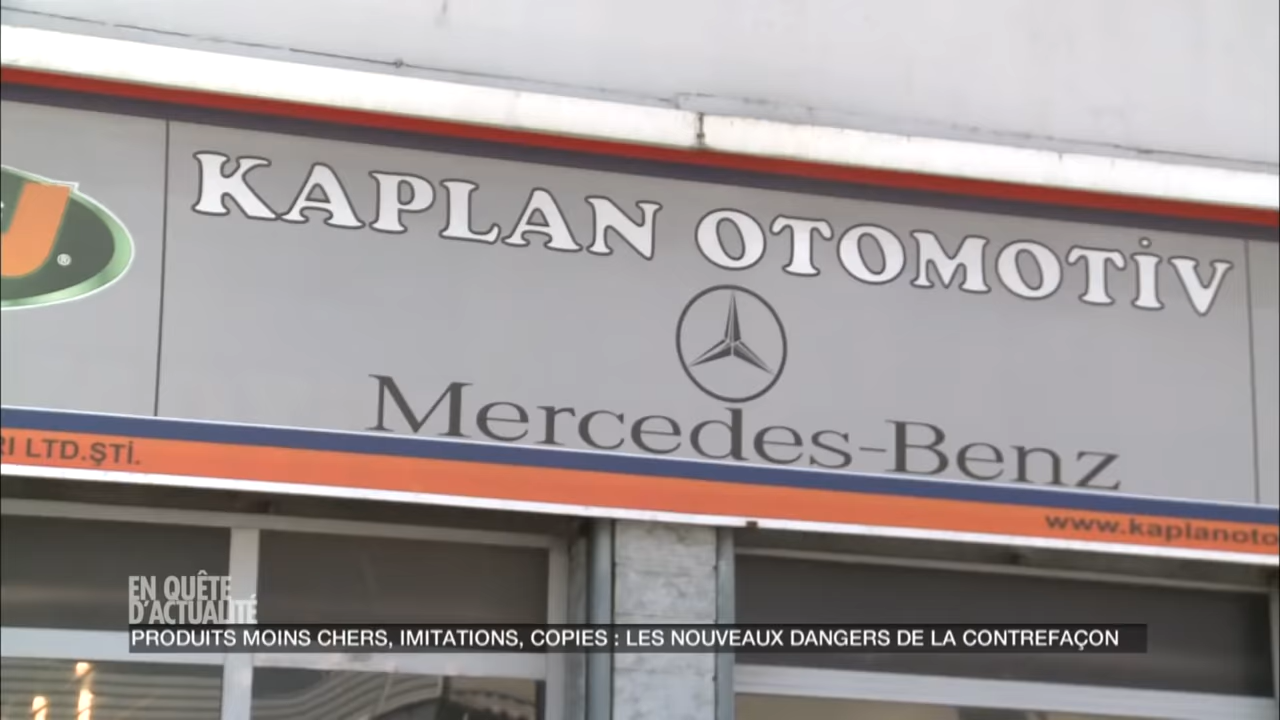 KAPLAN OTOMOTİV
Mercedes-Benz
LTD.ŞTİ.
www.kaplanoto
EN QUÊTE
D'ACTUALITÉ
PRODUITS MOINS CHERS, IMITATIONS, COPIES : LES NOUVEAUX DANGERS DE LA CONTREFAÇON